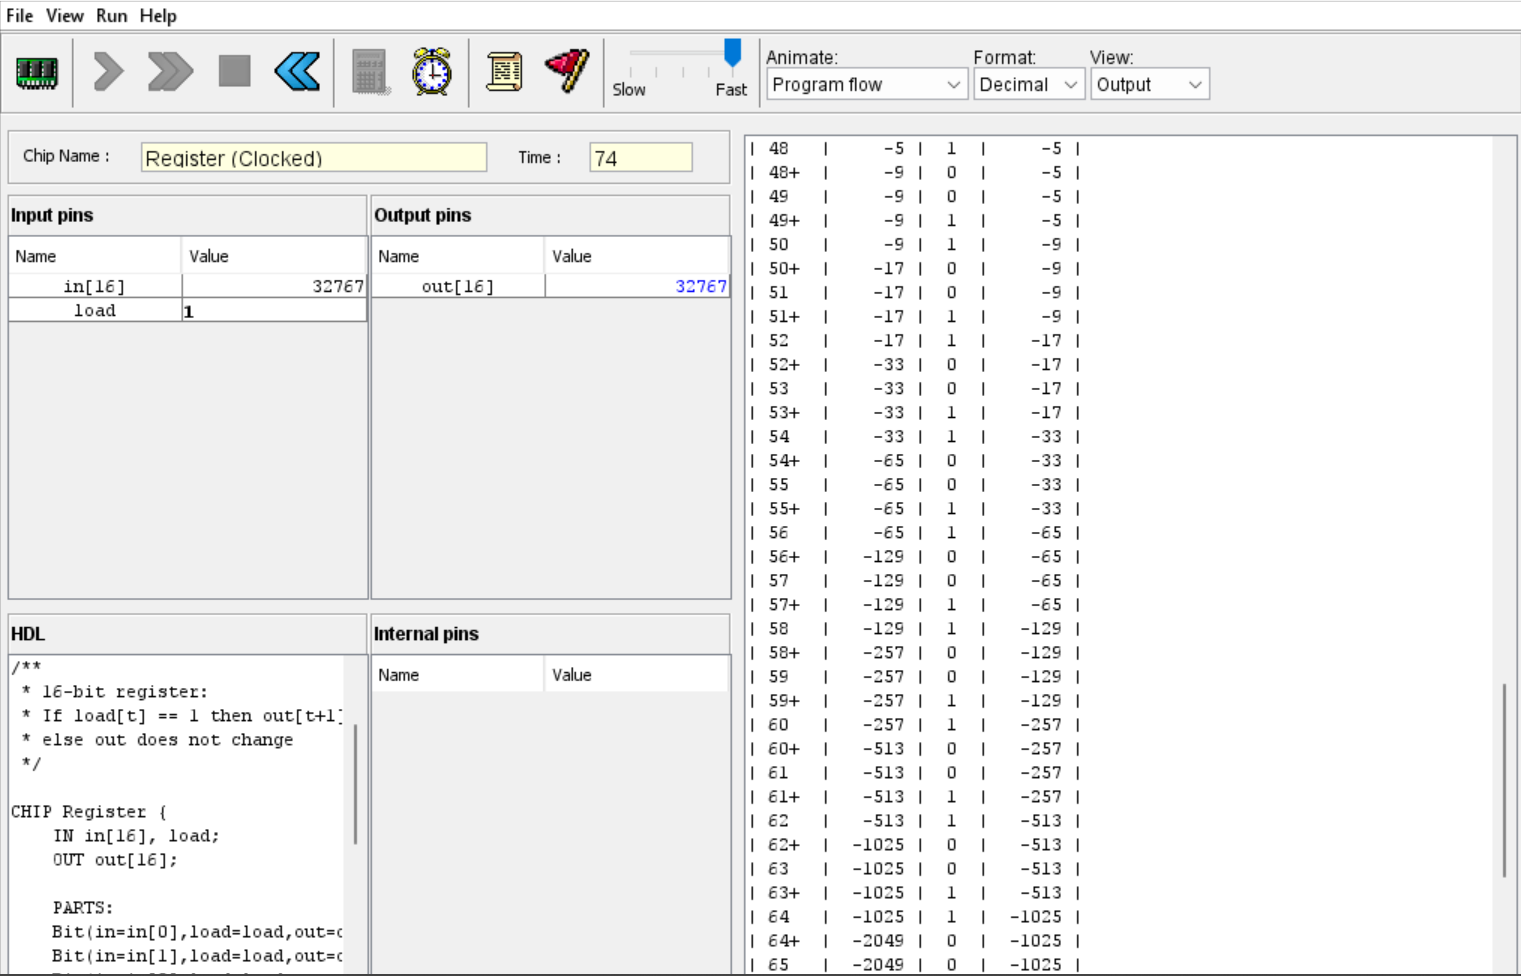 File View Run Help
Slow Fast
Animate: Format: View:
Program flow Decimal Output
Chip Name : Register (Clocked) Time : 74
Input pins
Name Value
in[16] 32767
load 1
Output pins
Name Value
out[16] 32767
HDL
/**
* 16-bit register:
* If load[t] == 1 then out[t+1]
* else out does not change
*/
CHIP Register {
IN in[16], load;
OUT out[16];
PARTS:
Bit(in=in[0],load=load,out=
Bit(in=in[1],load=load,out=
Internal pins
Name Value
| 48 | -5 | 1 | -5 |
| 48+ | -9 | 0 | -5 |
| 49 | -9 | 0 | -5 |
| 49+ | -9 | 1 | -5 |
| 50 | -9 | 1 | -9 |
| 50+ | -17 | 0 | -9 |
| 51 | -17 | 0 | -9 |
| 51+ | -17 | 1 | -9 |
| 52 | -17 | 1 | -17 |
| 52+ | -33 | 0 | -17 |
| 53 | -33 | 0 | -17 |
| 53+ | -33 | 1 | -17 |
| 54 | -33 | 1 | -33 |
| 54+ | -65 | 0 | -33 |
| 55 | -65 | 0 | -33 |
| 55+ | -65 | 1 | -33 |
| 56 | -65 | 1 | -65 |
| 56+ | -129 | 0 | -65 |
| 57 | -129 | 0 | -65 |
| 57+ | -129 | 1 | -65 |
| 58 | -129 | 1 | -129 |
| 58+ | -257 | 0 | -129 |
| 59 | -257 | 0 | -129 |
| 59+ | -257 | 1 | -129 |
| 60 | -257 | 1 | -257 |
| 60+ | -513 | 0 | -257 |
| 61 | -513 | 0 | -257 |
| 61+ | -513 | 1 | -257 |
| 62 | -513 | 1 | -513 |
| 62+ | -1025 | 0 | -513 |
| 63 | -1025 | 0 | -513 |
| 63+ | -1025 | 1 | -513 |
| 64 | -1025 | 1 | -1025 |
| 64+ | -2049 | 0 | -1025 |
| 65 | -2049 | 0 | -1025 |